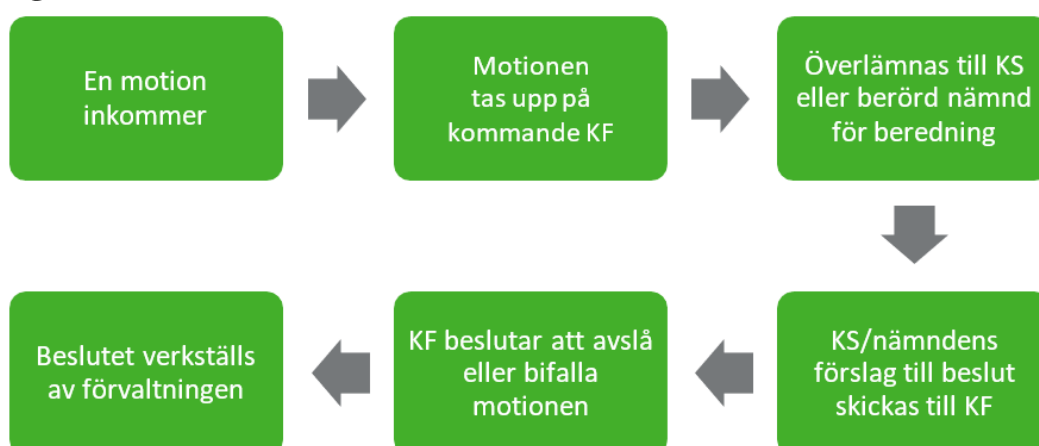 En motion
inkommer
Motionen
tas upp på
kommande KF
Överlämnas till KS
eller berörd nämnd
för beredning
KS/nämndens
förslag till beslut
skickas till KF
KF beslutar att avslå
eller bifalla
motionen
Beslutet verkställs
av förvaltningen